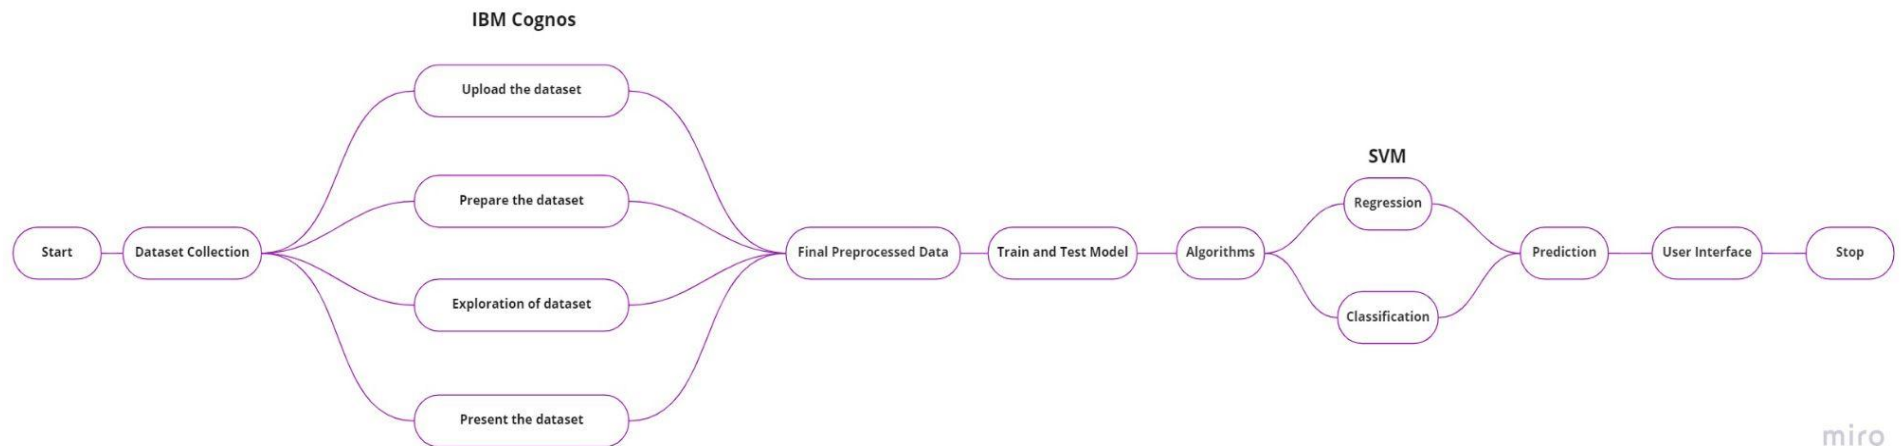 IBM Cognos
Upload the dataset
Prepare the dataset
SVM
Regression
Start
Dataset Collection
Final Preprocessed Data
Train and Test Model
Algorithms
Prediction
User Interface
Stop
Exploration of dataset
Classification
Present the dataset
miro